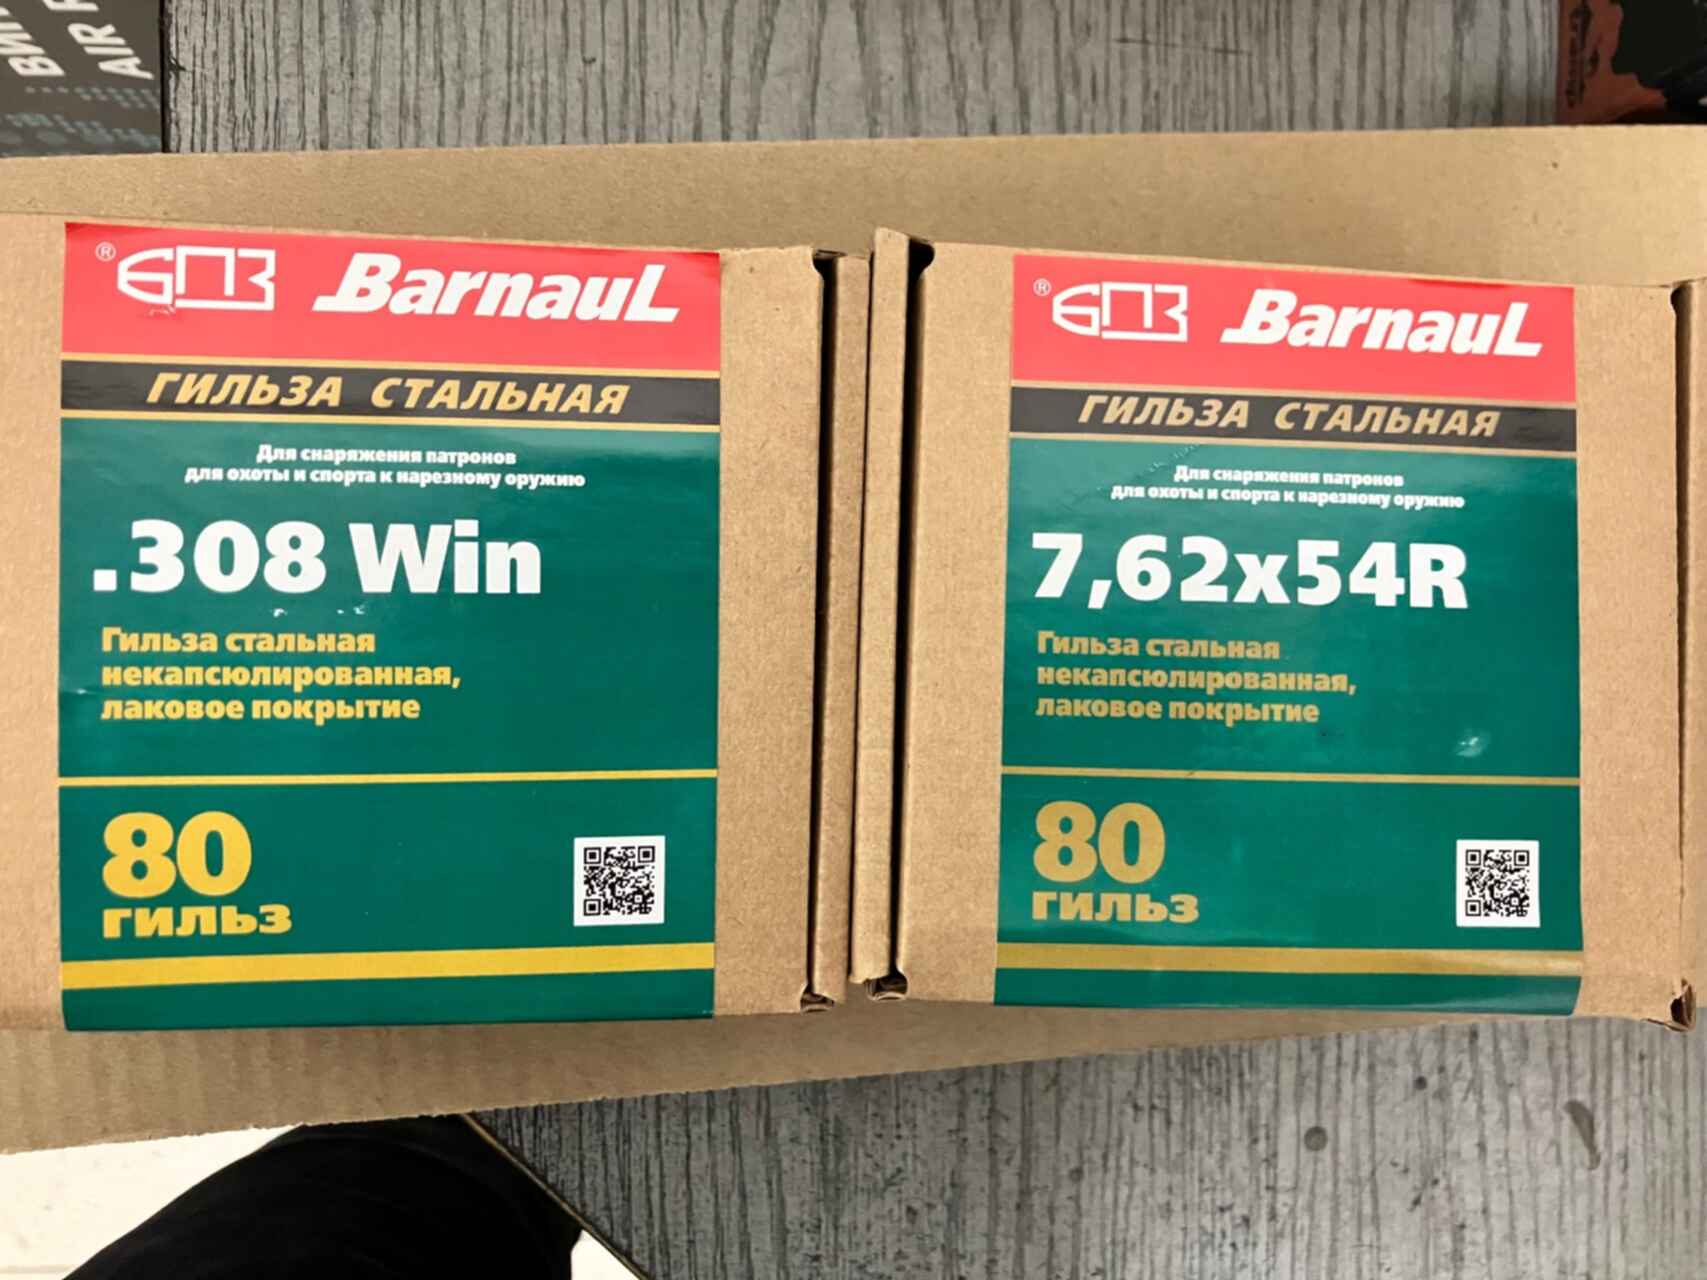 ® БПЗ Barnaul
ГИЛЬЗА СТАЛЬНАЯ
Для снаряжения патронов
для охоты и спорта к нарезному оружию
.308 Win
Гильза стальная
некапсюлированная,
лаковое покрытие
80
гильз
® БПЗ Barnaul
ГИЛЬЗА СТАЛЬНАЯ
Для снаряжения патронов
для охоты и спорта к нарезному оружию
7,62x54R
Гильза стальная
некапсюлированная,
лаковое покрытие
80
гильз
AIR